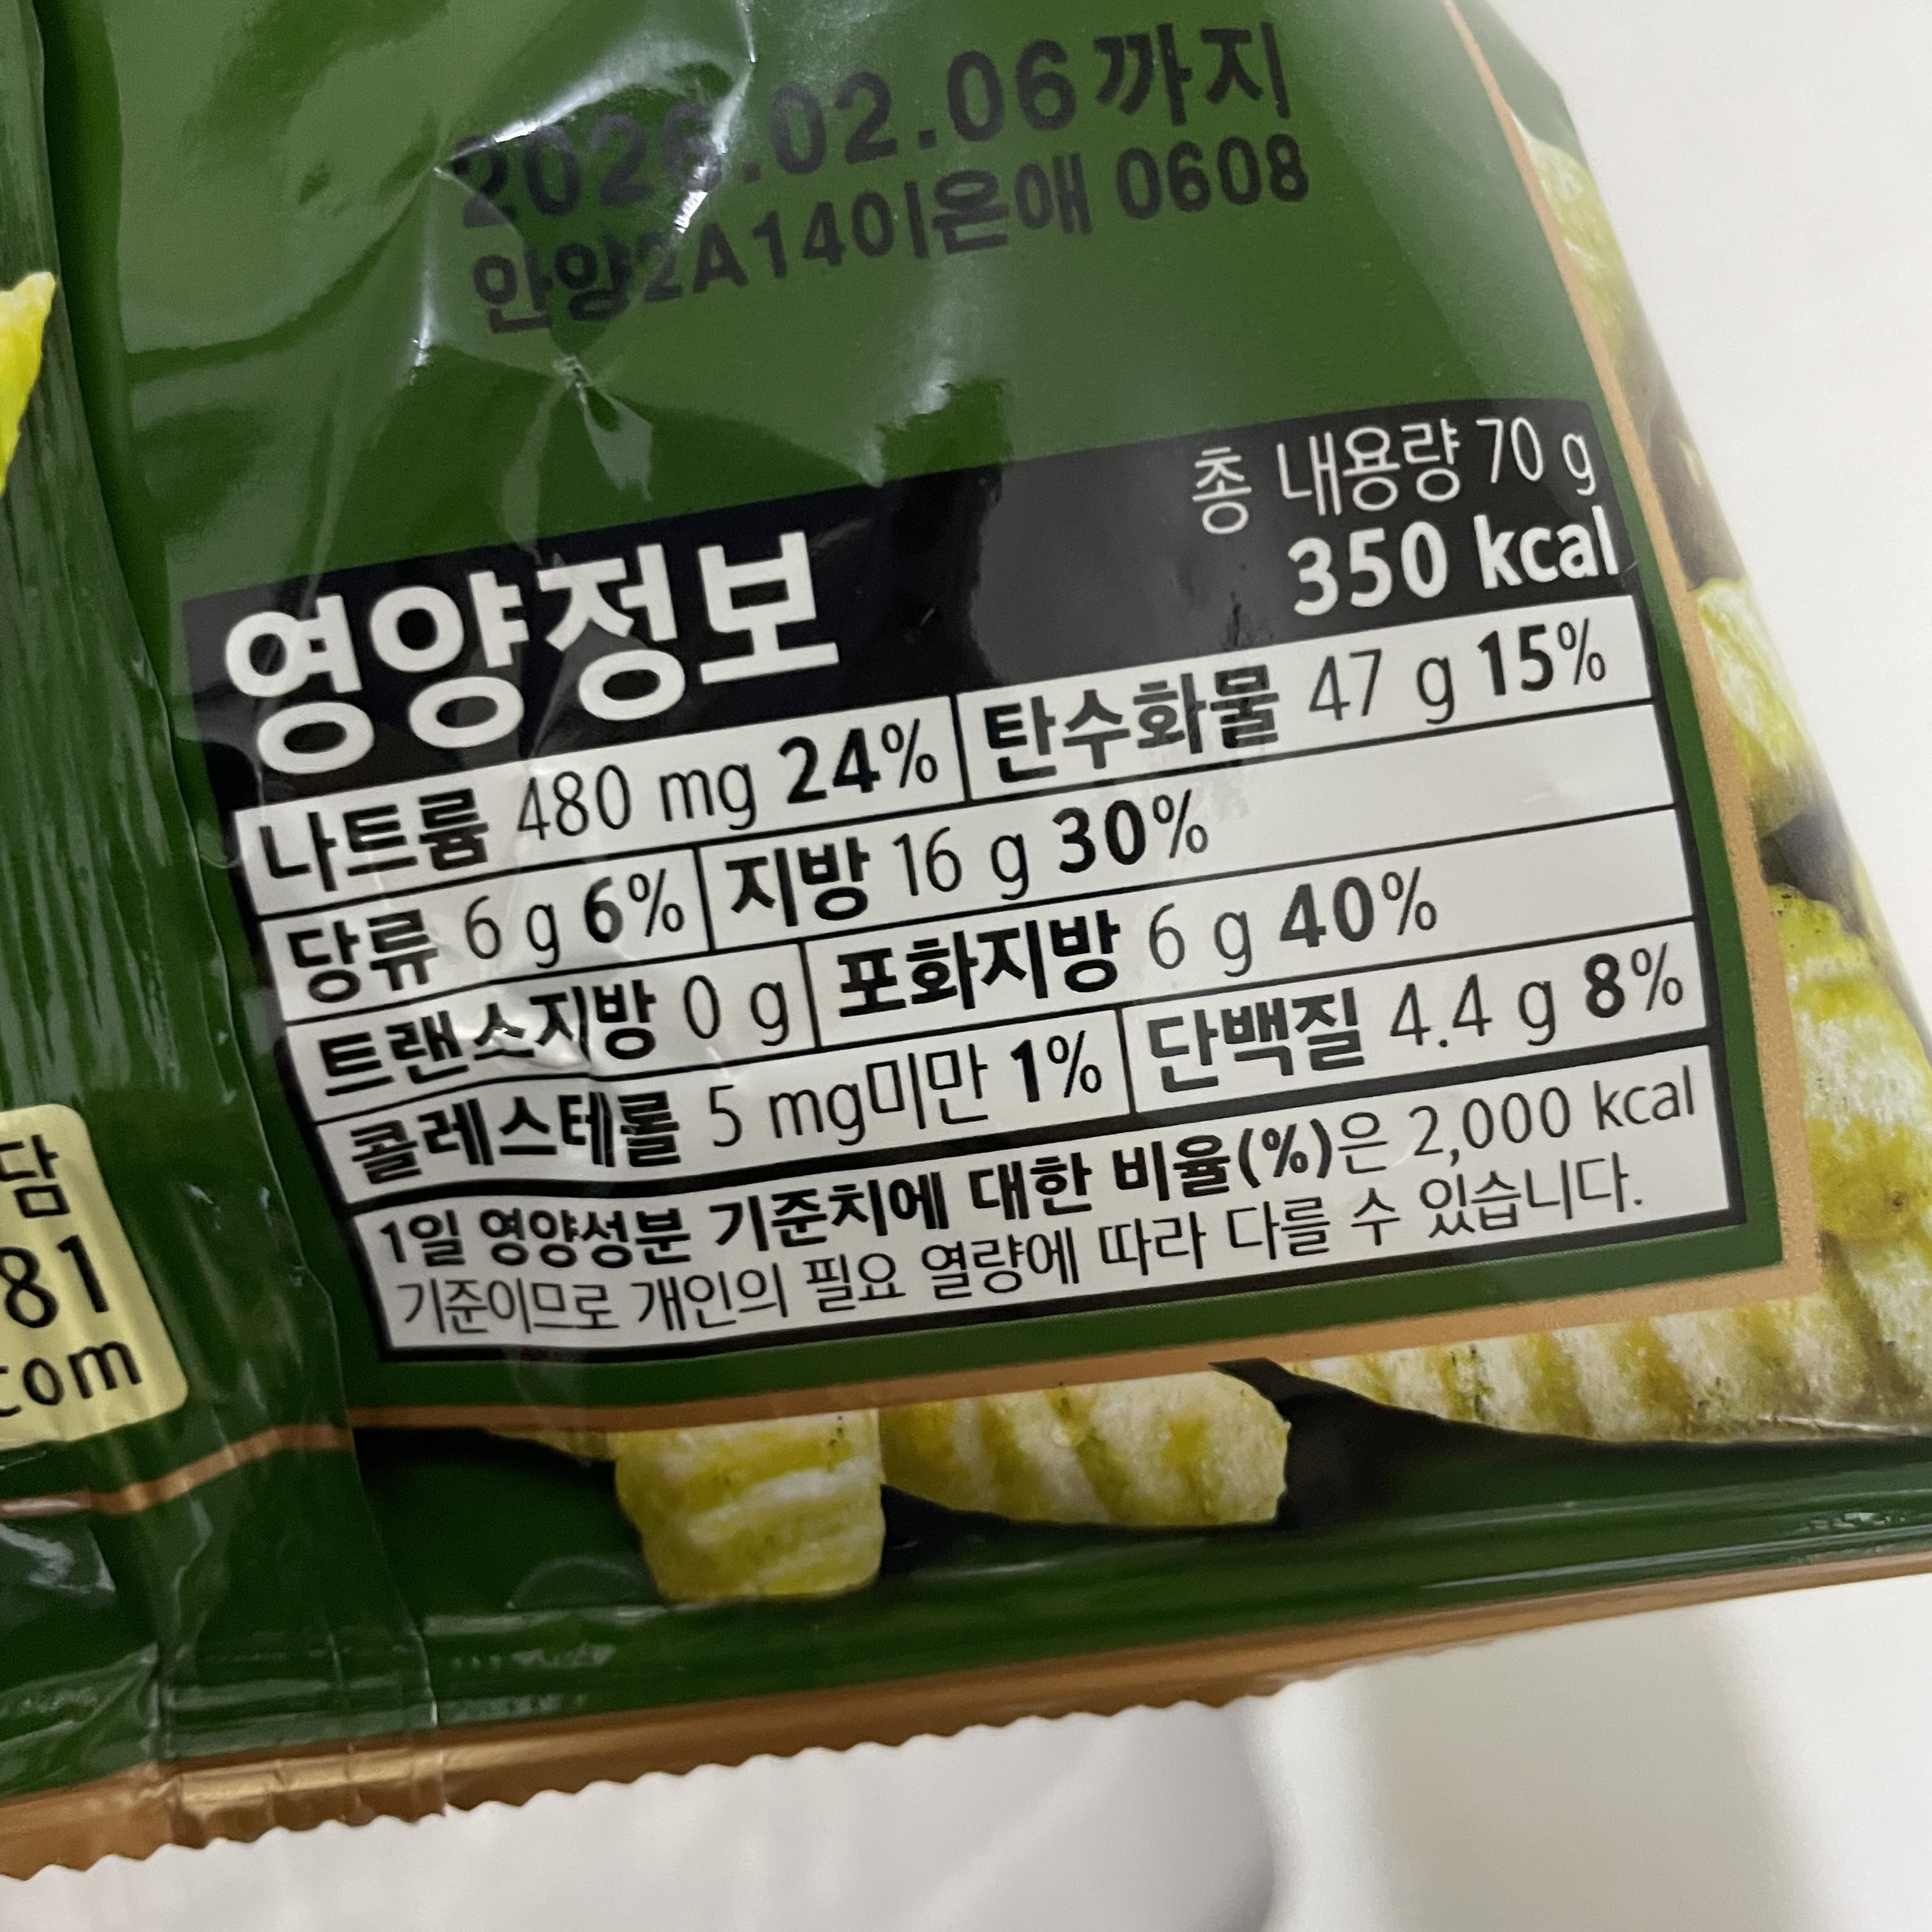 2026.02.06까지
안양2A14이온애 0608
총 내용량 70 g
350 kcal
영양정보
나트륨 480 mg 24% 탄수화물 47 g 15%
당류 6 g 6% 지방 16 g 30%
트랜스지방 0 g 포화지방 6 g 40%
콜레스테롤 5 mg미만 1% 단백질 4.4 g 8%
1일 영양성분 기준치에 대한 비율(%)은 2,000 kcal
기준이므로 개인의 필요 열량에 따라 다를 수 있습니다.
담
81
com